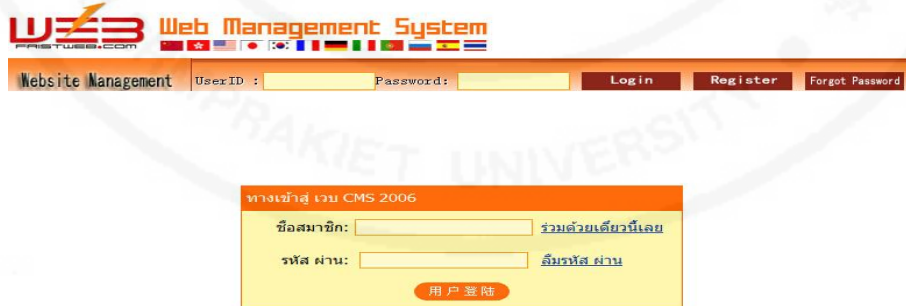 WEB Web Management System
FAISTWEB.COM
Website Management UserID : Password: Login Register Forgot Password
RAKIET UNIVERSITY
ทางเข้าสู่ เวบ CMS 2006
ชื่อสมาชิก: ร่วมด้วยเดี๋ยวนี้เลย
รหัส ผ่าน: ลืมรหัส ผ่าน
用户登陆